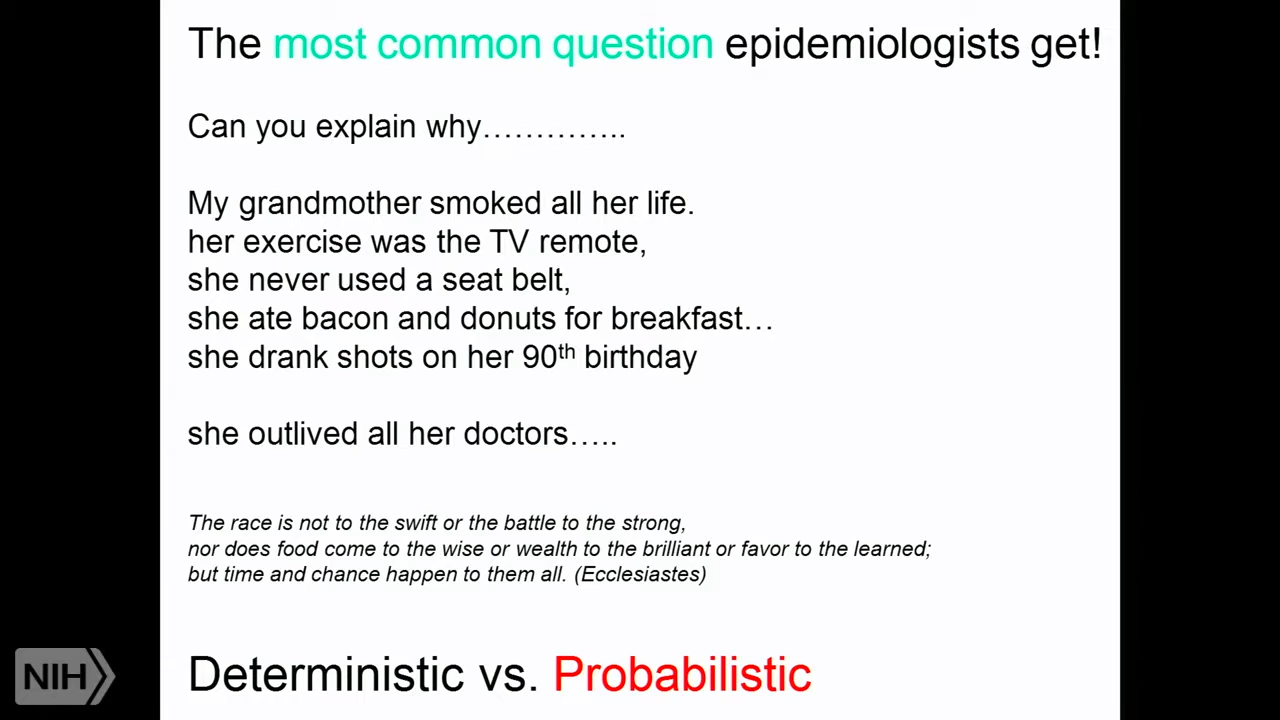 The most common question epidemiologists get!
Can you explain why…………..
My grandmother smoked all her life.
her exercise was the TV remote,
she never used a seat belt,
she ate bacon and donuts for breakfast…
she drank shots on her 90th birthday
she outlived all her doctors…..
The race is not to the swift or the battle to the strong,
nor does food come to the wise or wealth to the brilliant or favor to the learned;
but time and chance happen to them all. (Ecclesiastes)
Deterministic vs. Probabilistic
NIH